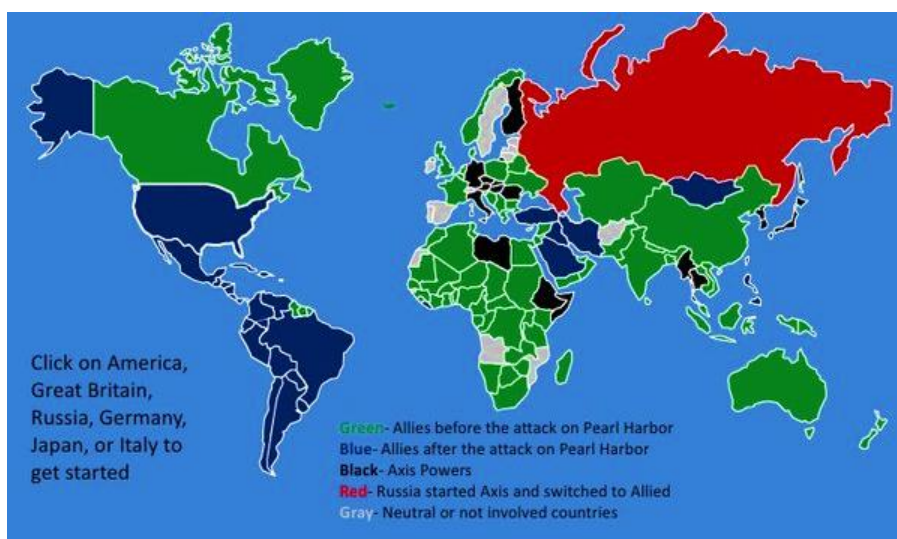 Click on America,
Great Britain,
Russia, Germany,
Japan, or Italy to
get started
Green- Allies before the attack on Pearl Harbor
Blue- Allies after the attack on Pearl Harbor
Black- Axis Powers
Red- Russia started Axis and switched to Allied
Gray- Neutral or not involved countries